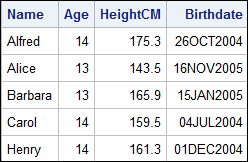 Name Age HeightCM Birthdate
Alfred 14 175.3 26OCT2004
Alice 13 143.5 16NOV2005
Barbara 13 165.9 15JAN2005
Carol 14 159.5 04JUL2004
Henry 14 161.3 01DEC2004